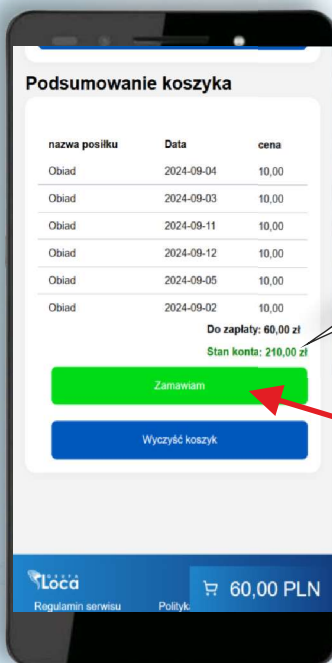 Podsumowanie koszyka
nazwa posiłku Data cena
Obiad 2024-09-04 10,00
Obiad 2024-09-03 10,00
Obiad 2024-09-11 10,00
Obiad 2024-09-12 10,00
Obiad 2024-09-05 10,00
Obiad 2024-09-02 10,00
Do zapłaty: 60,00 zł
Stan konta: 210,00 zł
Zamawiam
Wyczyść koszyk
GRUPA
Loca
60,00 PLN
Regulamin serwisu Polityk